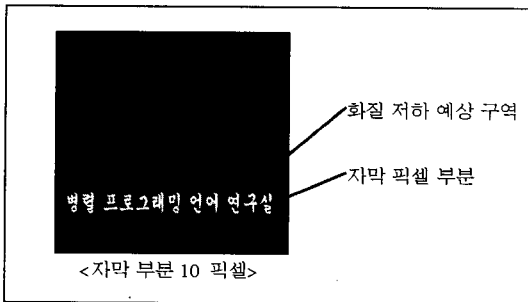 화질 저하 예상 구역
자막 픽셀 부분
병렬 프로그래밍 언어 연구실
<자막 부분 10 픽셀>